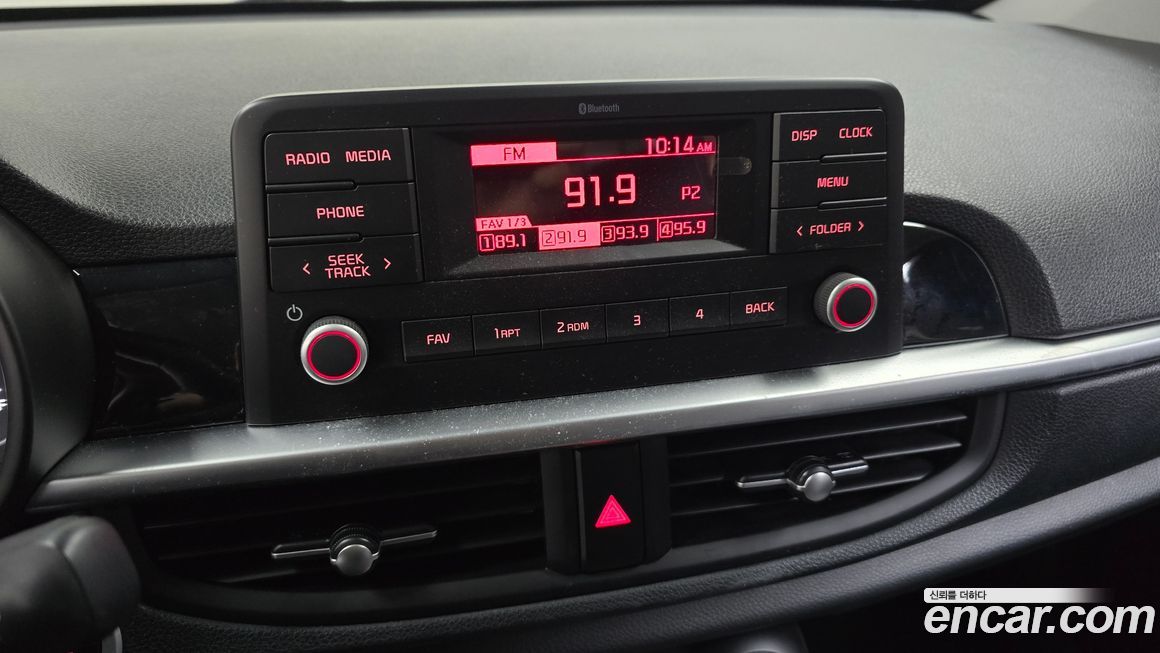 Bluetooth
RADIO MEDIA
PHONE
< SEEK TRACK >
FM 10:14 AM
91.9 P2
FAV 1/3
1 89.1 2 91.9 3 93.9 4 95.9
DISP CLOCK
MENU
< FOLDER >
FAV 1 RPT 2 RDM 3 4 BACK
신뢰를 더하다
encar.com